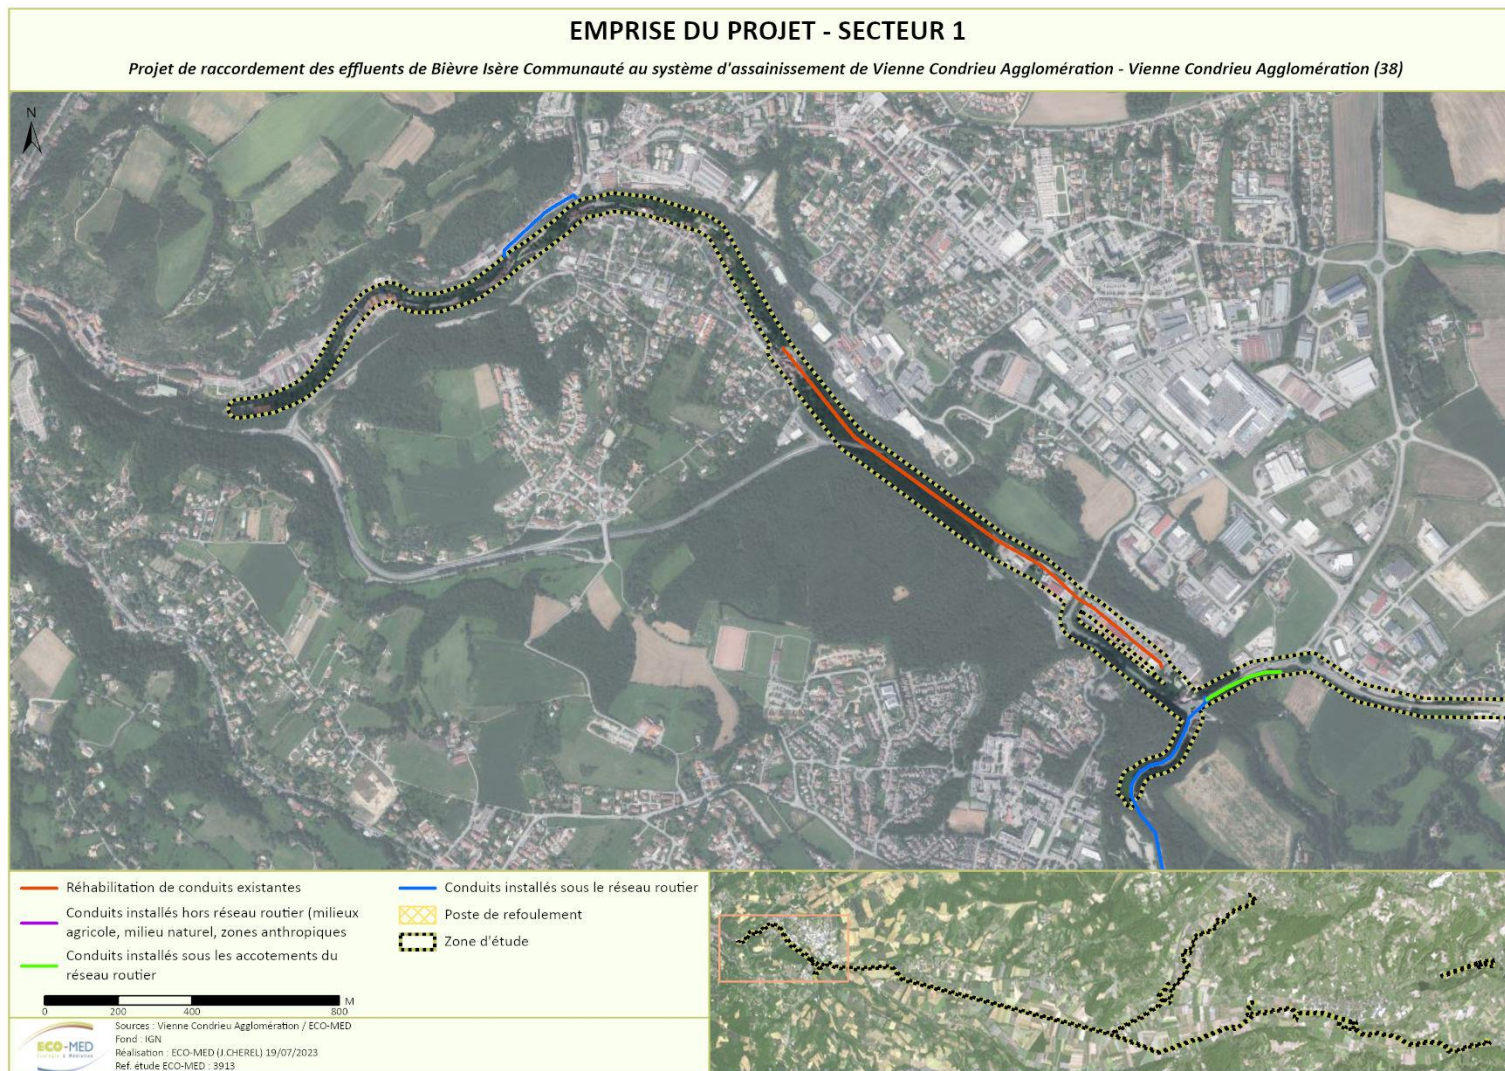 EMPRISE DU PROJET - SECTEUR 1
Projet de raccordement des effluents de Bièvre Isère Communauté au système d'assainissement de Vienne Condrieu Agglomération - Vienne Condrieu Agglomération (38)
N
Réhabilitation de conduits existantes
Conduits installés hors réseau routier (milieux
agricole, milieu naturel, zones anthropiques
Conduits installés sous les accotements du
réseau routier
Conduits installés sous le réseau routier
Poste de refoulement
Zone d'étude
M
0 200 400 800
ECO-MED
Ecologie & Médiation
Sources : Vienne Condrieu Agglomération / ECO-MED
Fond : IGN
Réalisation : ECO-MED (J.CHEREL) 19/07/2023
Ref. étude ECO-MED : 3913